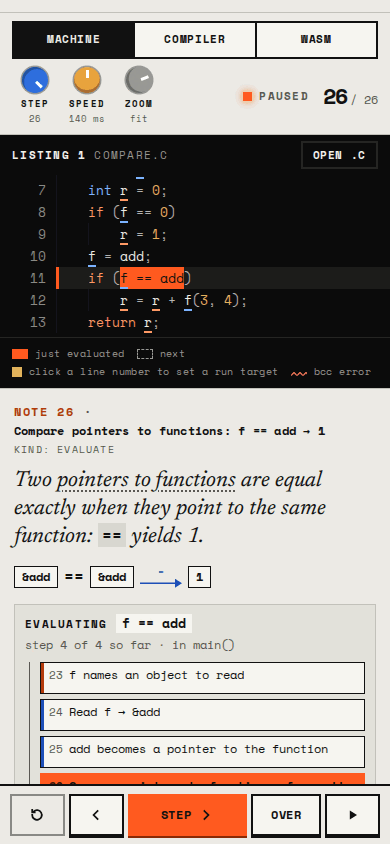 MACHINE COMPILER WASM
STEP SPEED ZOOM
26 140 ms fit
PAUSED 26 / 26
LISTING 1 COMPARE.C OPEN .C
7 int r = 0;
8 if (f == 0)
9 r = 1;
10 f = add;
11 if (f == add)
12 r = r + f(3, 4);
13 return r;
just evaluated next
click a line number to set a run target bcc error
NOTE 26 ·
Compare pointers to functions: f == add → 1
KIND: EVALUATE
Two pointers to functions are equal
exactly when they point to the same
function: == yields 1.
&add == &add 1
EVALUATING f == add
step 4 of 4 so far · in main()
23 f names an object to read
24 Read f → &add
25 add becomes a pointer to the function
STEP OVER